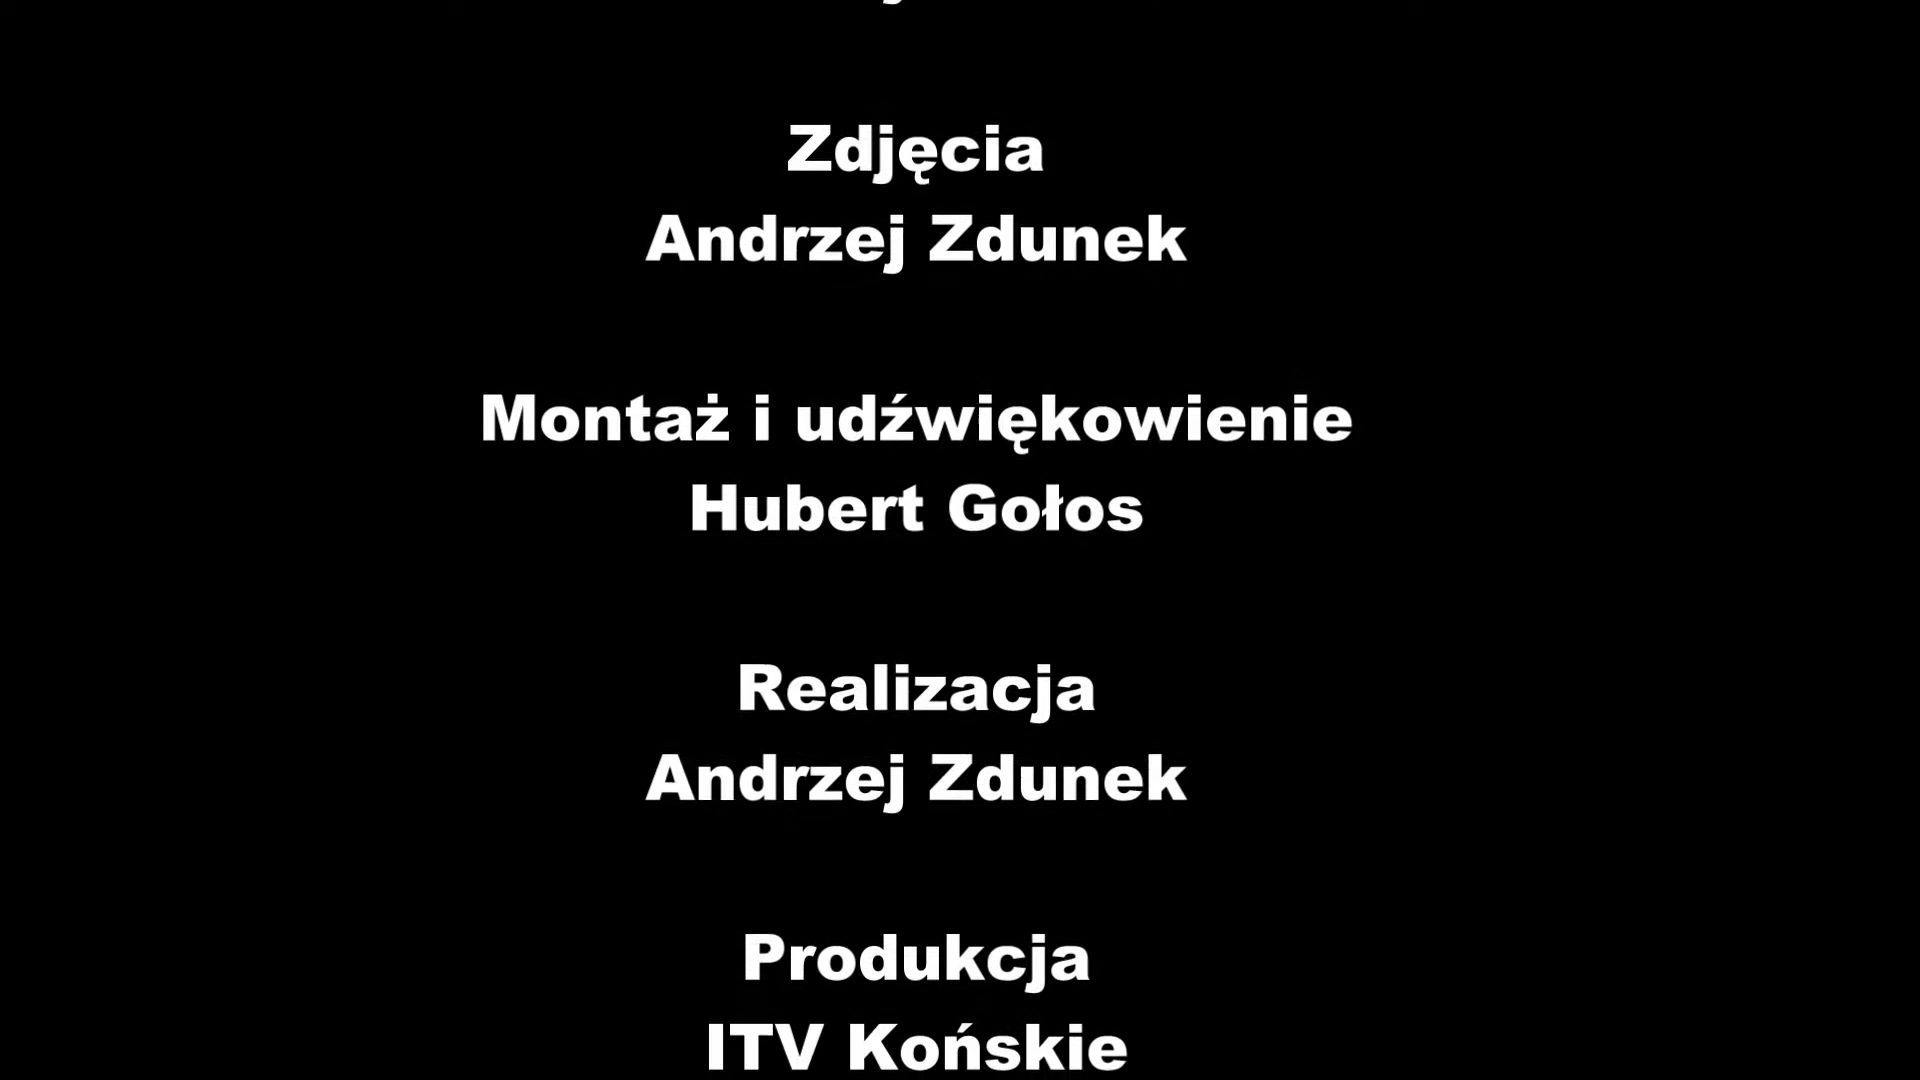 Zdjęcia
Andrzej Zdunek
Montaż i udźwiękowienie
Hubert Gołos
Realizacja
Andrzej Zdunek
Produkcja
ITV Końskie